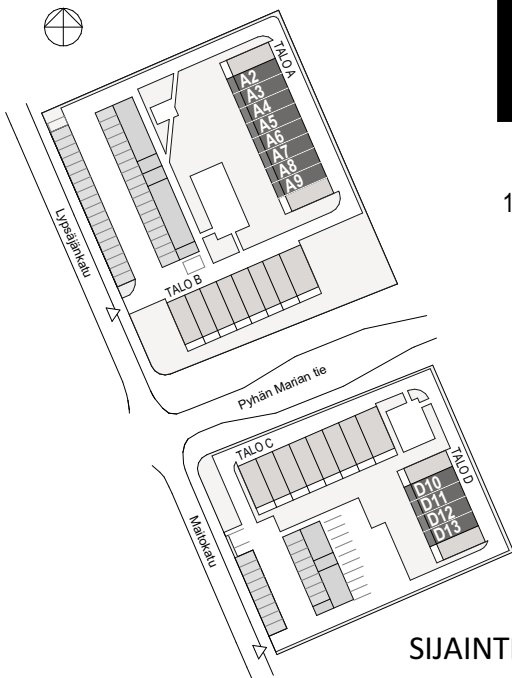 TALO A
A2
A3
A4
A5
A6
A7
A8
A9
1
Lypsäjänkatu
TALO B
Pyhän Marian tie
TALO C
TALO D
D10
D11
D12
D13
Maitokatu
SIJAINTI